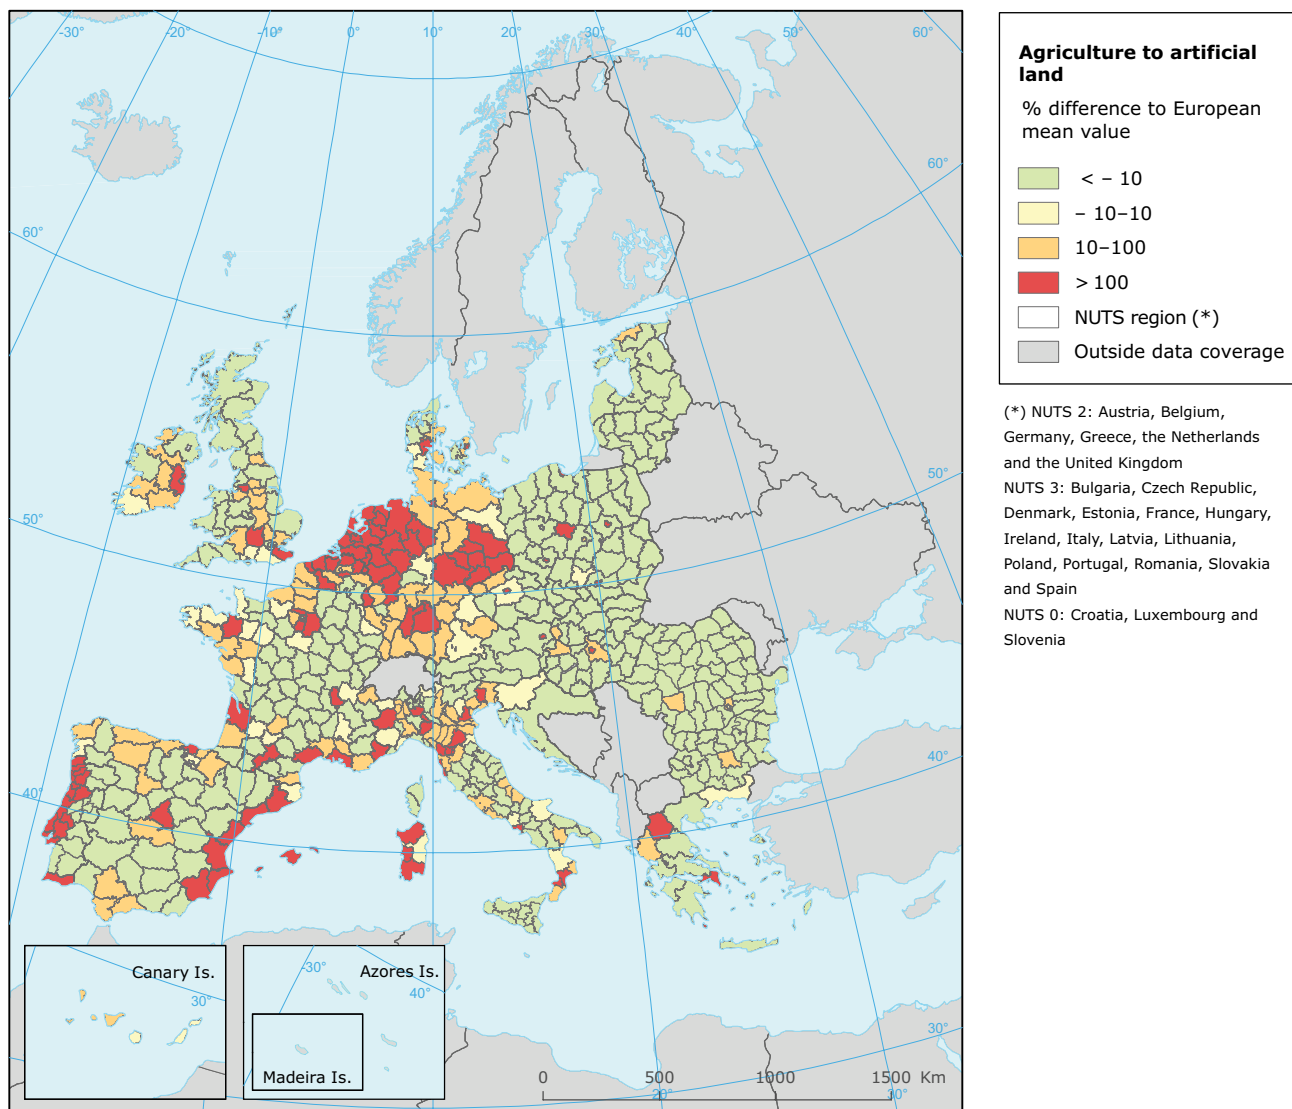 -30°
-20°
-10°
0°
10°
20°
30°
40°
50°
60°
60°
60°
50°
50°
40°
40°
30°
20°
30°
Canary Is.
30°
Azores Is.
-30°
40°
Madeira Is.
0
500
1000
1500 Km
Agriculture to artificial
land
% difference to European
mean value
< – 10
– 10–10
10–100
> 100
NUTS region (*)
Outside data coverage
(*) NUTS 2: Austria, Belgium,
Germany, Greece, the Netherlands
and the United Kingdom
NUTS 3: Bulgaria, Czech Republic,
Denmark, Estonia, France, Hungary,
Ireland, Italy, Latvia, Lithuania,
Poland, Portugal, Romania, Slovakia
and Spain
NUTS 0: Croatia, Luxembourg and
Slovenia